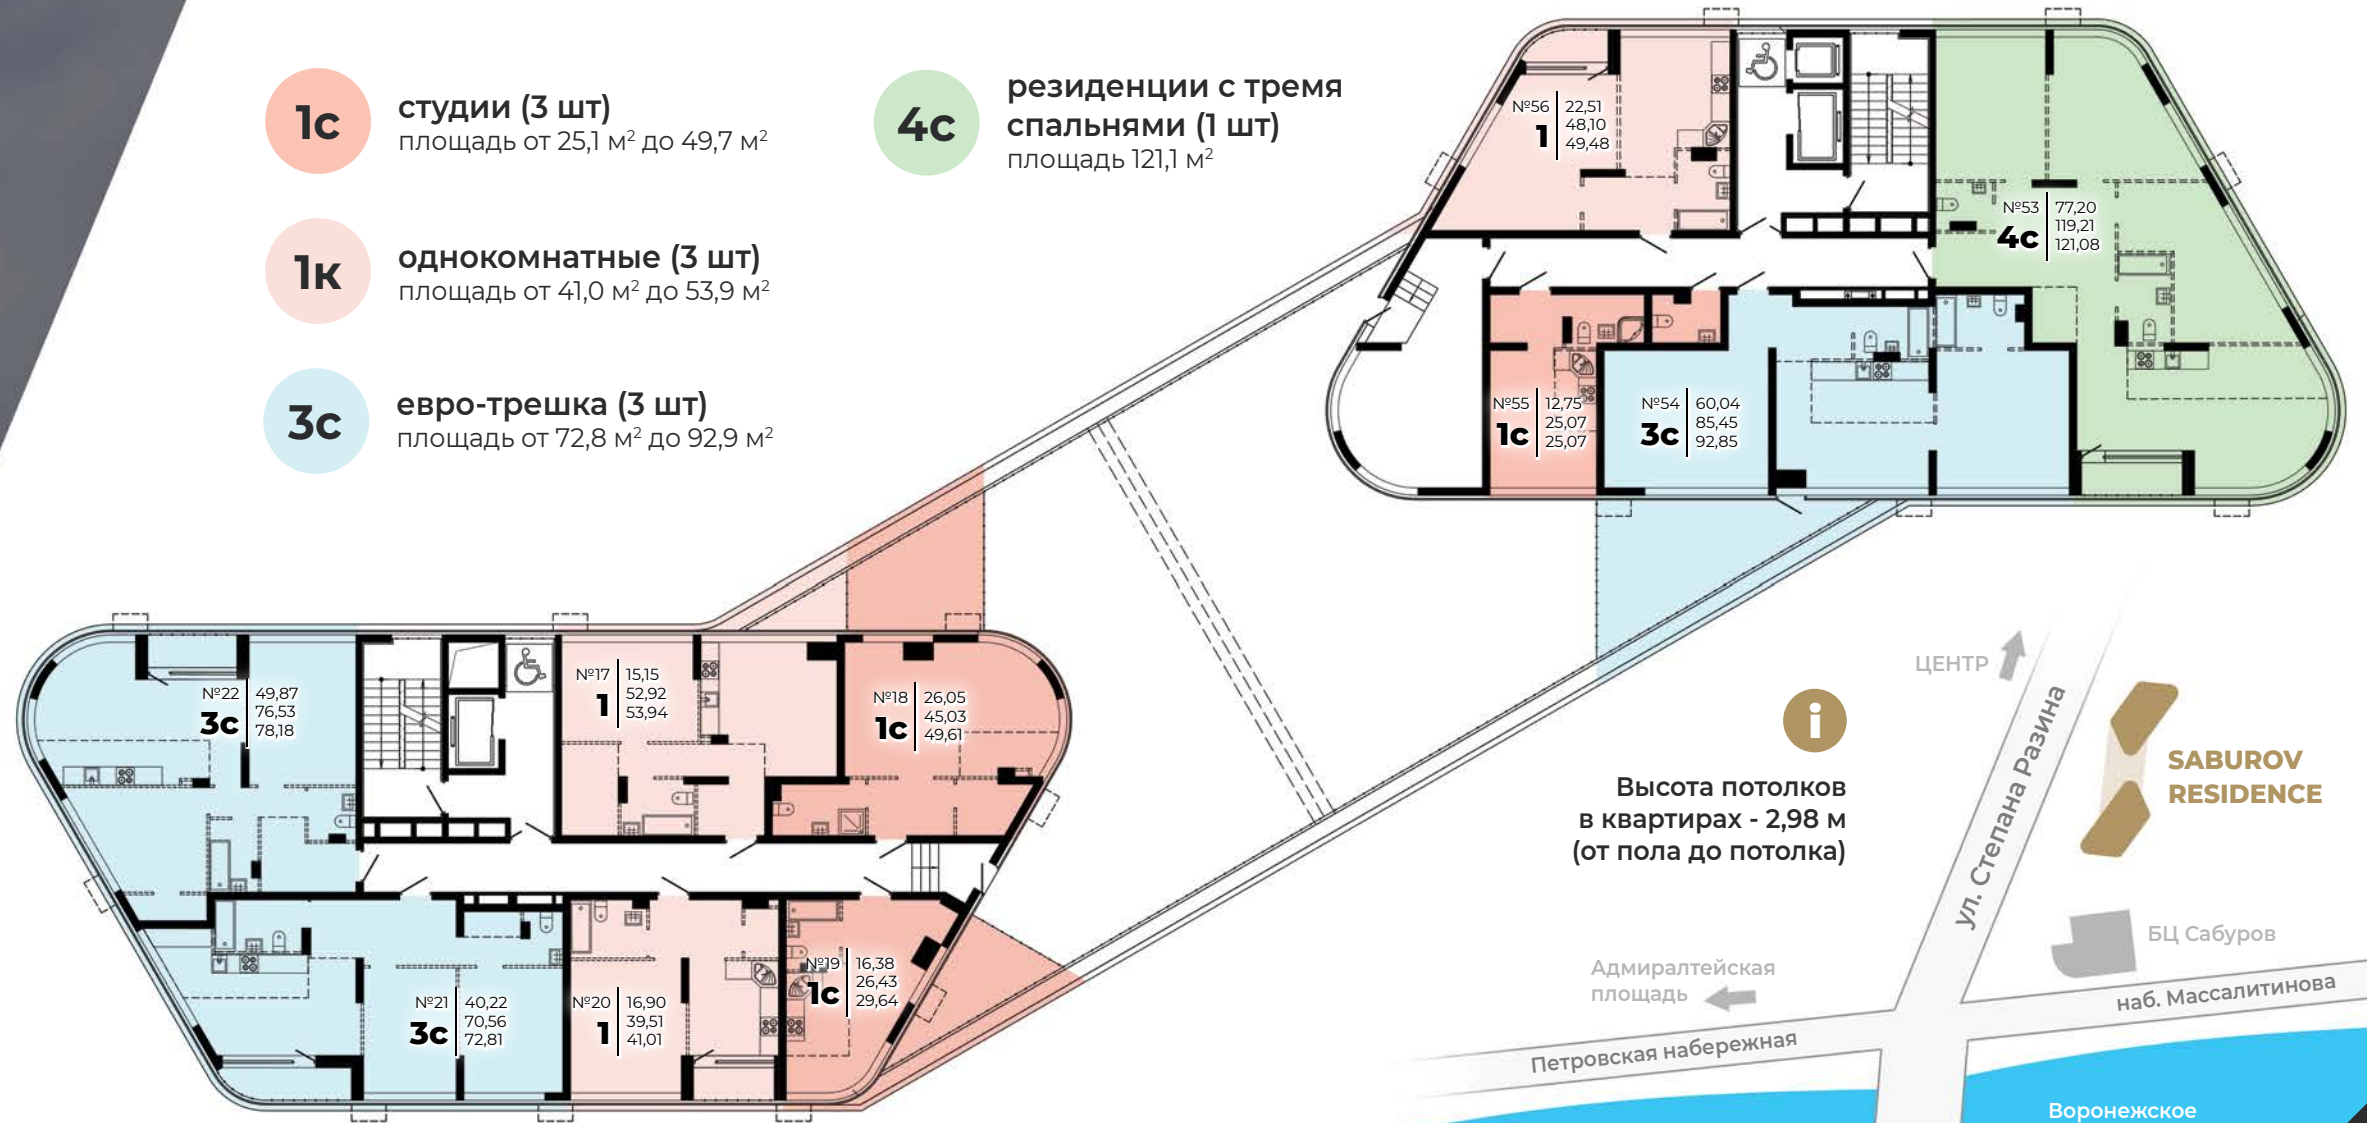 1с
студии (3 шт)
площадь от 25,1 м² до 49,7 м²
1к
однокомнатные (3 шт)
площадь от 41,0 м² до 53,9 м²
3с
евро-трешка (3 шт)
площадь от 72,8 м² до 92,9 м²
4с
резиденции с тремя
спальнями (1 шт)
площадь 121,1 м²
№56 22,51
1 48,10
49,48
№53 77,20
4с 119,21
121,08
№55 12,75
1с 25,07
25,07
№54 60,04
3с 85,45
92,85
№22 49,87
3с 76,53
78,18
№17 15,15
1 52,92
53,94
№18 26,05
1с 45,03
49,61
№21 40,22
3с 70,56
72,81
№20 16,90
1 39,51
41,01
№19 16,38
1с 26,43
29,64
i
Высота потолков
в квартирах - 2,98 м
(от пола до потолка)
ЦЕНТР
ул. Степана Разина
SABUROV
RESIDENCE
БЦ Сабуров
Адмиралтейская
площадь
наб. Массалитинова
Петровская набережная
Воронежское